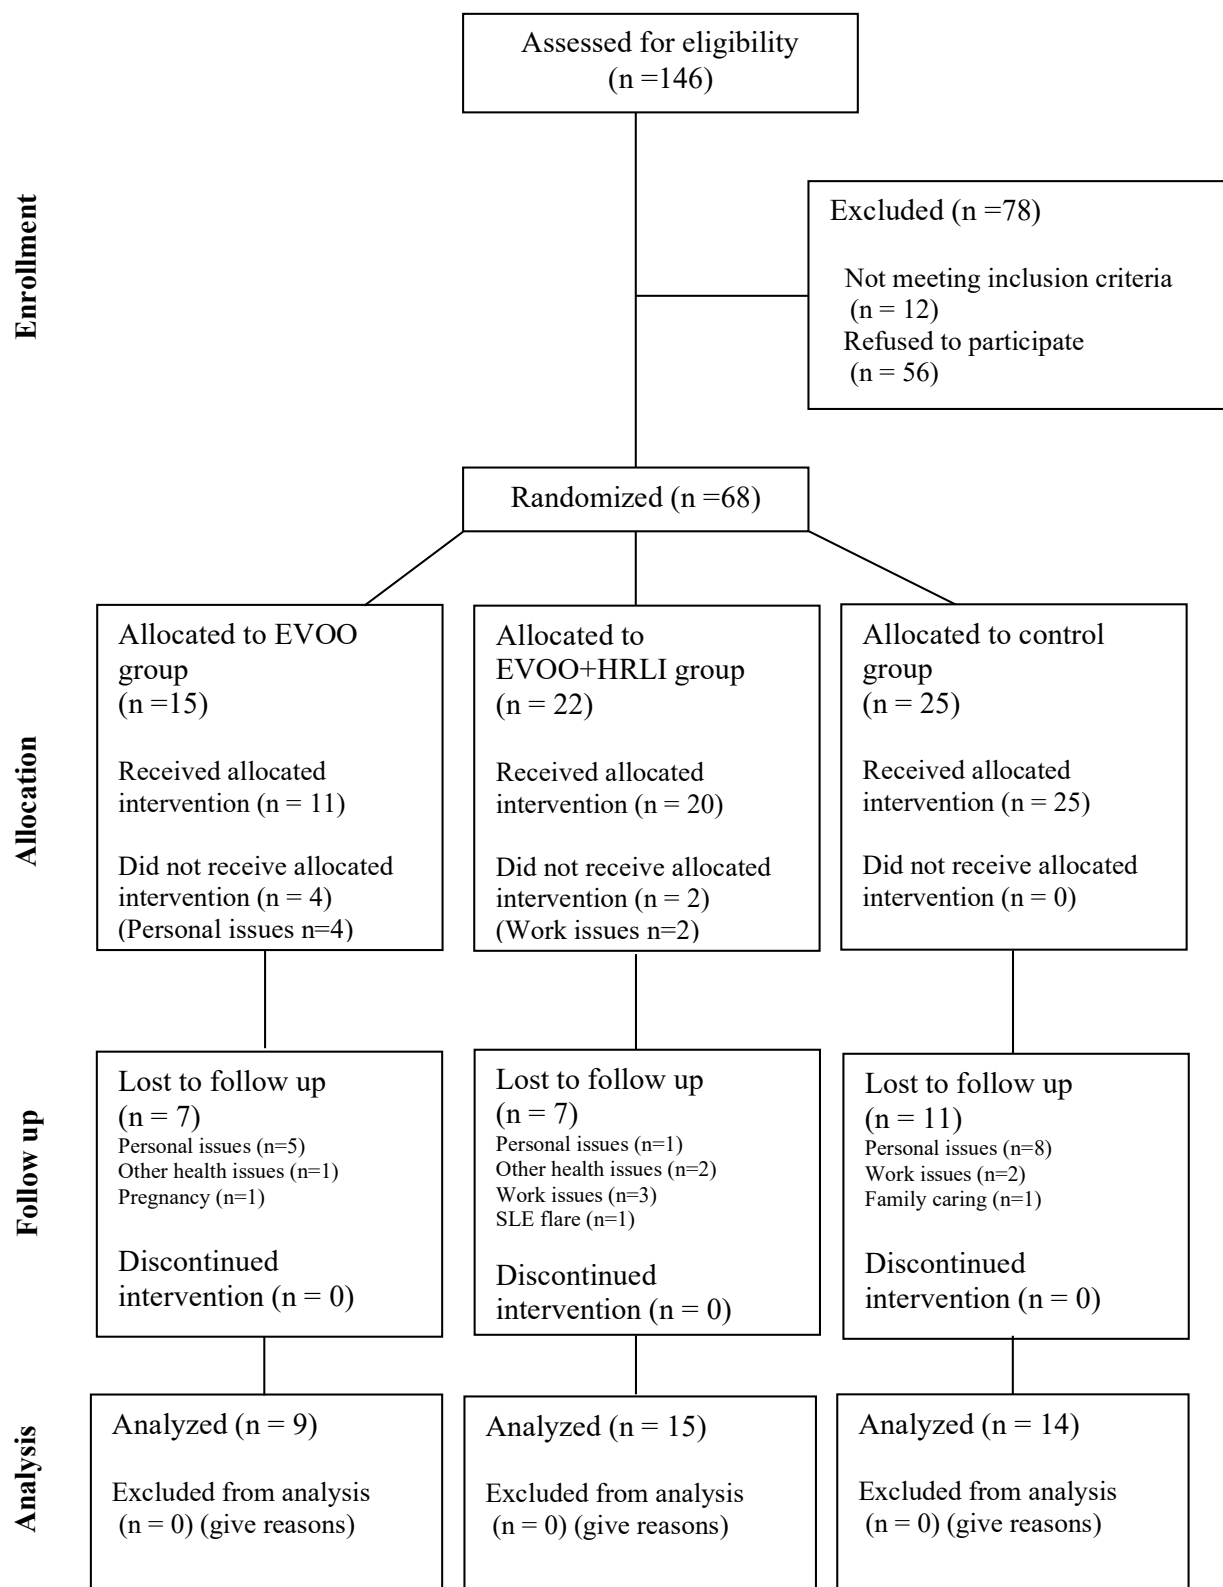 Assessed for eligibility
(n =146)
Enrollment
Excluded (n =78)
Not meeting inclusion criteria
(n = 12)
Refused to participate
(n = 56)
Randomized (n =68)
Allocation
Allocated to EVOO
group
(n =15)
Received allocated
intervention (n = 11)
Did not receive allocated
intervention (n = 4)
(Personal issues n=4)
Allocated to
EVOO+HRLI group
(n = 22)
Received allocated
intervention (n = 20)
Did not receive allocated
intervention (n = 2)
(Work issues n=2)
Allocated to control
group
(n = 25)
Received allocated
intervention (n = 25)
Did not receive allocated
intervention (n = 0)
Follow up
Lost to follow up
(n = 7)
Personal issues (n=5)
Other health issues (n=1)
Pregnancy (n=1)
Discontinued
intervention (n = 0)
Lost to follow up
(n = 7)
Personal issues (n=1)
Other health issues (n=2)
Work issues (n=3)
SLE flare (n=1)
Discontinued
intervention (n = 0)
Lost to follow up
(n = 11)
Personal issues (n=8)
Work issues (n=2)
Family caring (n=1)
Discontinued
intervention (n = 0)
Analysis
Analyzed (n = 9)
Excluded from analysis
(n = 0) (give reasons)
Analyzed (n = 15)
Excluded from analysis
(n = 0) (give reasons)
Analyzed (n = 14)
Excluded from analysis
(n = 0) (give reasons)